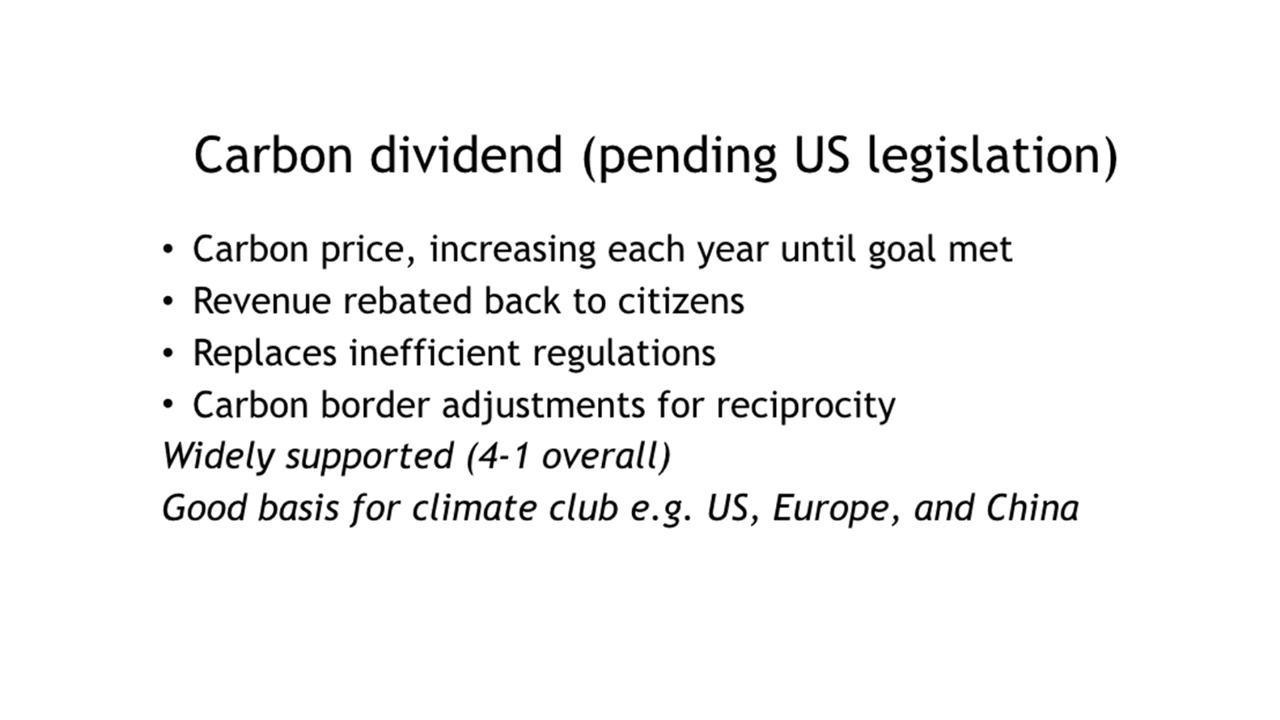 Carbon dividend (pending US legislation)
• Carbon price, increasing each year until goal met
• Revenue rebated back to citizens
• Replaces inefficient regulations
• Carbon border adjustments for reciprocity
Widely supported (4-1 overall)
Good basis for climate club e.g. US, Europe, and China